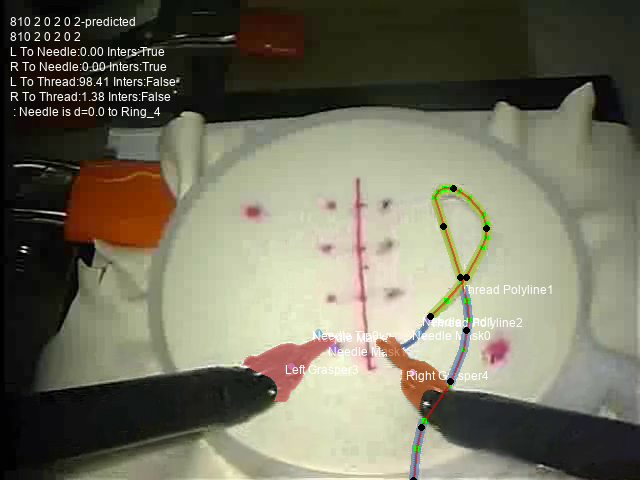 810 2 0 2 0 2-predicted
810 2 0 2 0 2
L To Needle:0.00 Inters:True
R To Needle:0.00 Inters:True
L To Thread:98.41 Inters:False
R To Thread:1.38 Inters:False
: Needle is d=0.0 to Ring_4
Thread Polyline1
Polyline2
Needle
Needle Mask0
Needle Mask
Left Grasper3
Right Grasper4